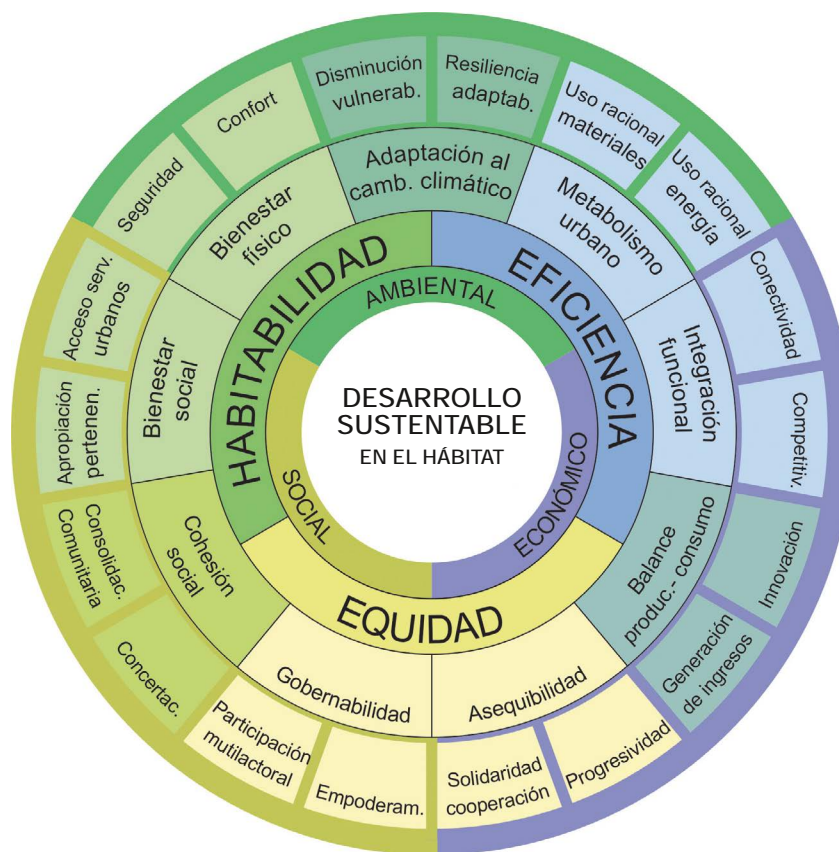 DESARROLLO
SUSTENTABLE
EN EL HÁBITAT
AMBIENTAL
ECONÓMICO
SOCIAL
HABITABILIDAD
EFICIENCIA
EQUIDAD
Adaptación al
camb. climático
Metabolismo
urbano
Integración
funcional
Balance
produc.- consumo
Asequibilidad
Gobernabilidad
Cohesión
social
Bienestar
social
Bienestar
físico
Disminución
vulnerab.
Resiliencia
adaptab.
Uso racional
materiales
Uso racional
energía
Conectividad
Competitiv.
Innovación
Generación
de ingresos
Progresividad
Solidaridad
cooperación
Empoderam.
Participación
mutilactoral
Concertac.
Consolidac.
Comunitaria
Apropiación
pertenen.
Acceso serv.
urbanos
Seguridad
Confort